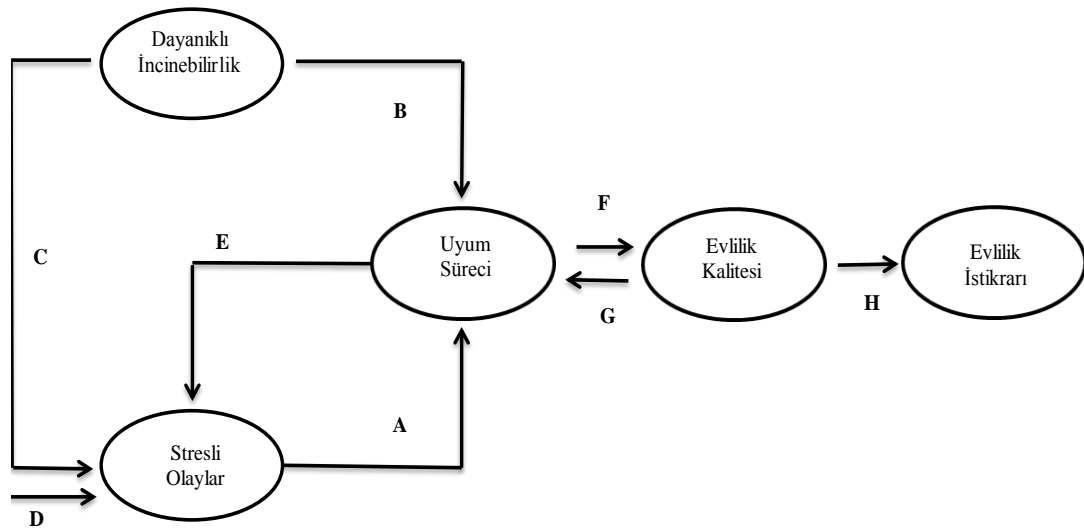 Dayanıklı
İncinebilirlik
B
F
C
E
Uyum
Süreci
Evlilik
Kalitesi
Evlilik
İstikrarı
G
H
A
Stresli
Olaylar
D